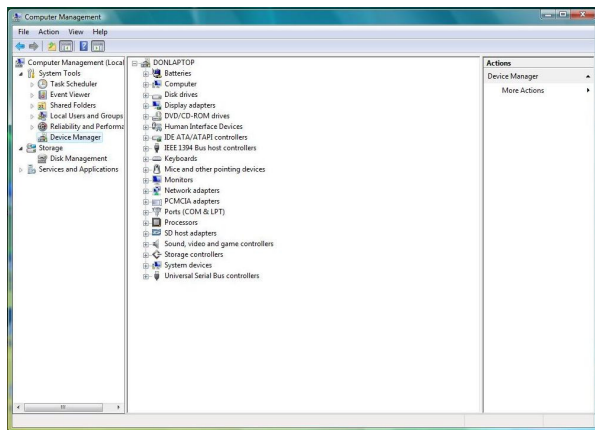 Computer Management
File Action View Help
Computer Management (Local
System Tools
Task Scheduler
Event Viewer
Shared Folders
Local Users and Groups
Reliability and Performa
Device Manager
Storage
Disk Management
Services and Applications
DONLAPTOP
Batteries
Computer
Disk drives
Display adapters
DVD/CD-ROM drives
Human Interface Devices
IDE ATA/ATAPI controllers
IEEE 1394 Bus host controllers
Keyboards
Mice and other pointing devices
Monitors
Network adapters
PCMCIA adapters
Ports (COM & LPT)
Processors
SD host adapters
Sound, video and game controllers
Storage controllers
System devices
Universal Serial Bus controllers
Actions
Device Manager
More Actions